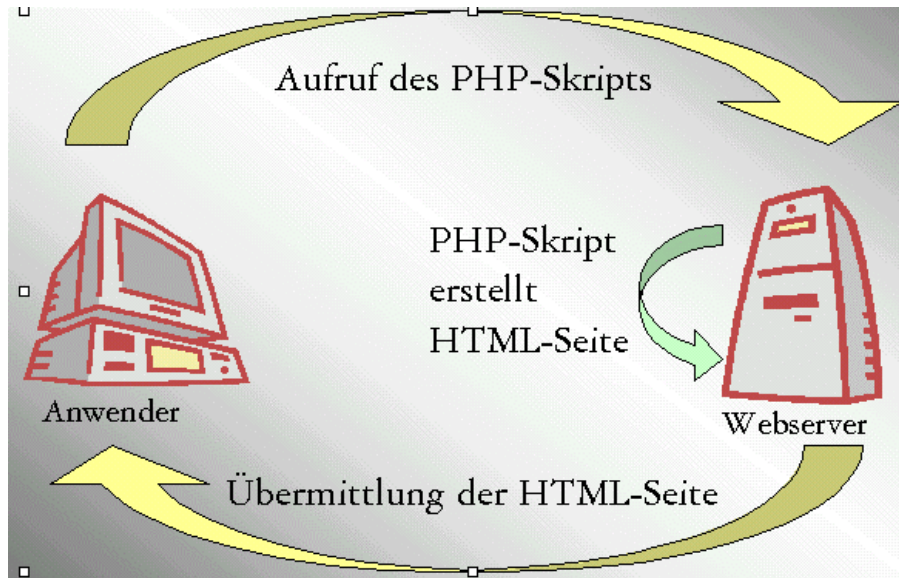 Aufruf des PHP-Skripts
PHP-Skript
erstellt
HTML-Seite
Anwender
Webserver
Übermittlung der HTML-Seite